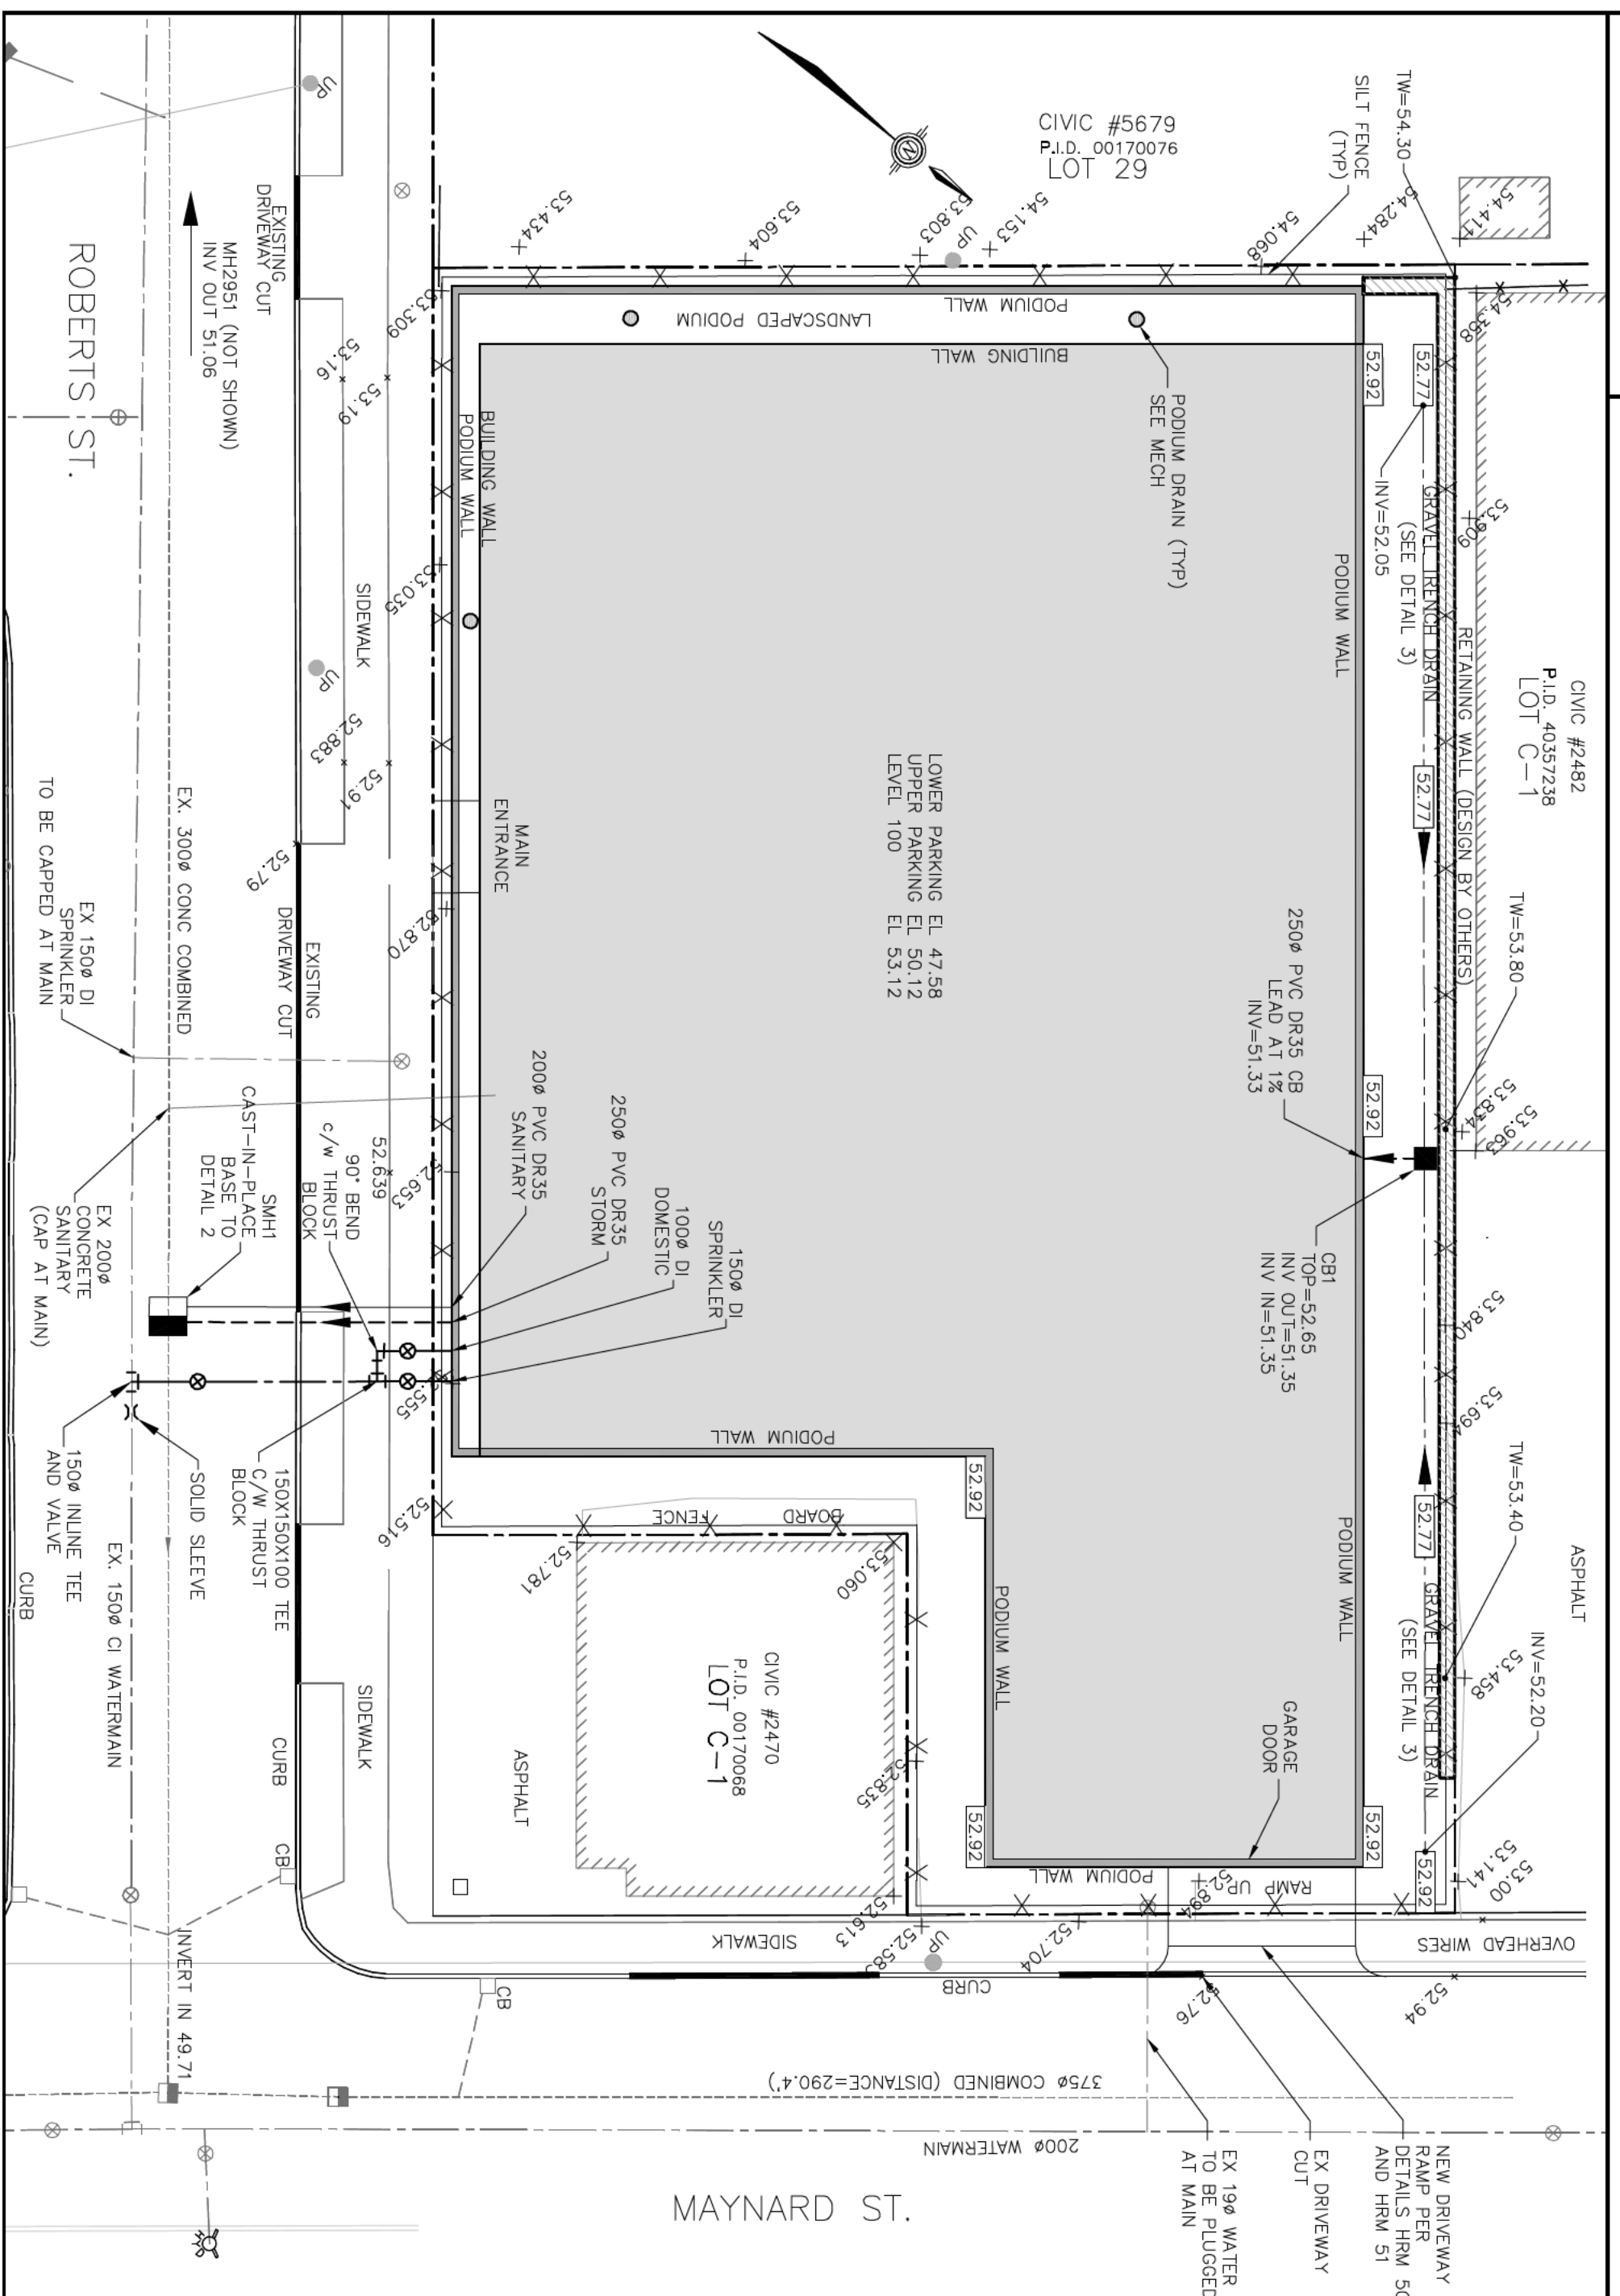 CIVIC #5679
P.I.D. 00170076
LOT 29
TW=54.30
SILT FENCE
(TYP)
UP
53.434
53.604
53.803
UP
54.153
54.068
54.284
54.411
54.358
N
EXISTING
DRIVEWAY CUT
MH2951 (NOT SHOWN)
INV OUT 51.06
ROBERTS ST.
53.309
53.16
53.19
PODIUM WALL
LANDSCAPED PODIUM
BUILDING WALL
BUILDING WALL
PODIUM WALL
PODIUM DRAIN (TYP)
SEE MECH
52.92
52.77
INV=52.05
GRAVEL TRENCH DRAIN
(SEE DETAIL 3)
53.909
PODIUM WALL
RETAINING WALL (DESIGN BY OTHERS)
CIVIC #2482
P.I.D. 40357238
LOT C-1
53.035
SIDEWALK
UP
52.883
52.91
52.79
LOWER PARKING EL 47.58
UPPER PARKING EL 50.12
LEVEL 100 EL 53.12
52.77
MAIN
ENTRANCE
52.870
TW=53.80
250ø PVC DR35 CB
LEAD AT 1%
INV=51.33
52.92
53.834
53.963
EX. 300ø CONC COMBINED
EX 150ø DI
SPRINKLER
TO BE CAPPED AT MAIN
EXISTING
DRIVEWAY CUT
200ø PVC DR35
SANITARY
250ø PVC DR35
STORM
100ø DI
DOMESTIC
150ø DI
SPRINKLER
CB1
TOP=52.65
INV OUT=51.35
INV IN=51.35
53.840
53.694
52.653
52.639
90° BEND
c/w THRUST
BLOCK
SMH1
CAST-IN-PLACE
BASE TO
DETAIL 2
EX 200ø
CONCRETE
SANITARY
(CAP AT MAIN)
PODIUM WALL
52.92
52.77
TW=53.40
52.516
BOARD FENCE
52.781
53.060
150X150X100 TEE
C/W THRUST
BLOCK
SOLID SLEEVE
150ø INLINE TEE
AND VALVE
EX. 150ø CI WATERMAIN
CURB
PODIUM WALL
PODIUM WALL
GRAVEL TRENCH DRAIN
(SEE DETAIL 3)
ASPHALT
INV=52.20
53.458
CIVIC #2470
P.I.D. 00170068
LOT C-1
ASPHALT
SIDEWALK
CURB
CB
GARAGE
DOOR
52.835
52.92
52.92
52.92
53.141
53.00
PODIUM WALL
52.894
RAMP UP
52.613
52.583
UP
52.704
SIDEWALK
OVERHEAD WIRES
CURB
CB
52.76
52.94
INVERT IN 49.71
375ø COMBINED (DISTANCE=290.4')
200ø WATERMAIN
MAYNARD ST.
EX 19ø WATER
TO BE PLUGGED
AT MAIN
EX DRIVEWAY
CUT
NEW DRIVEWAY
RAMP PER
DETAILS HRM 50
AND HRM 51
HYD